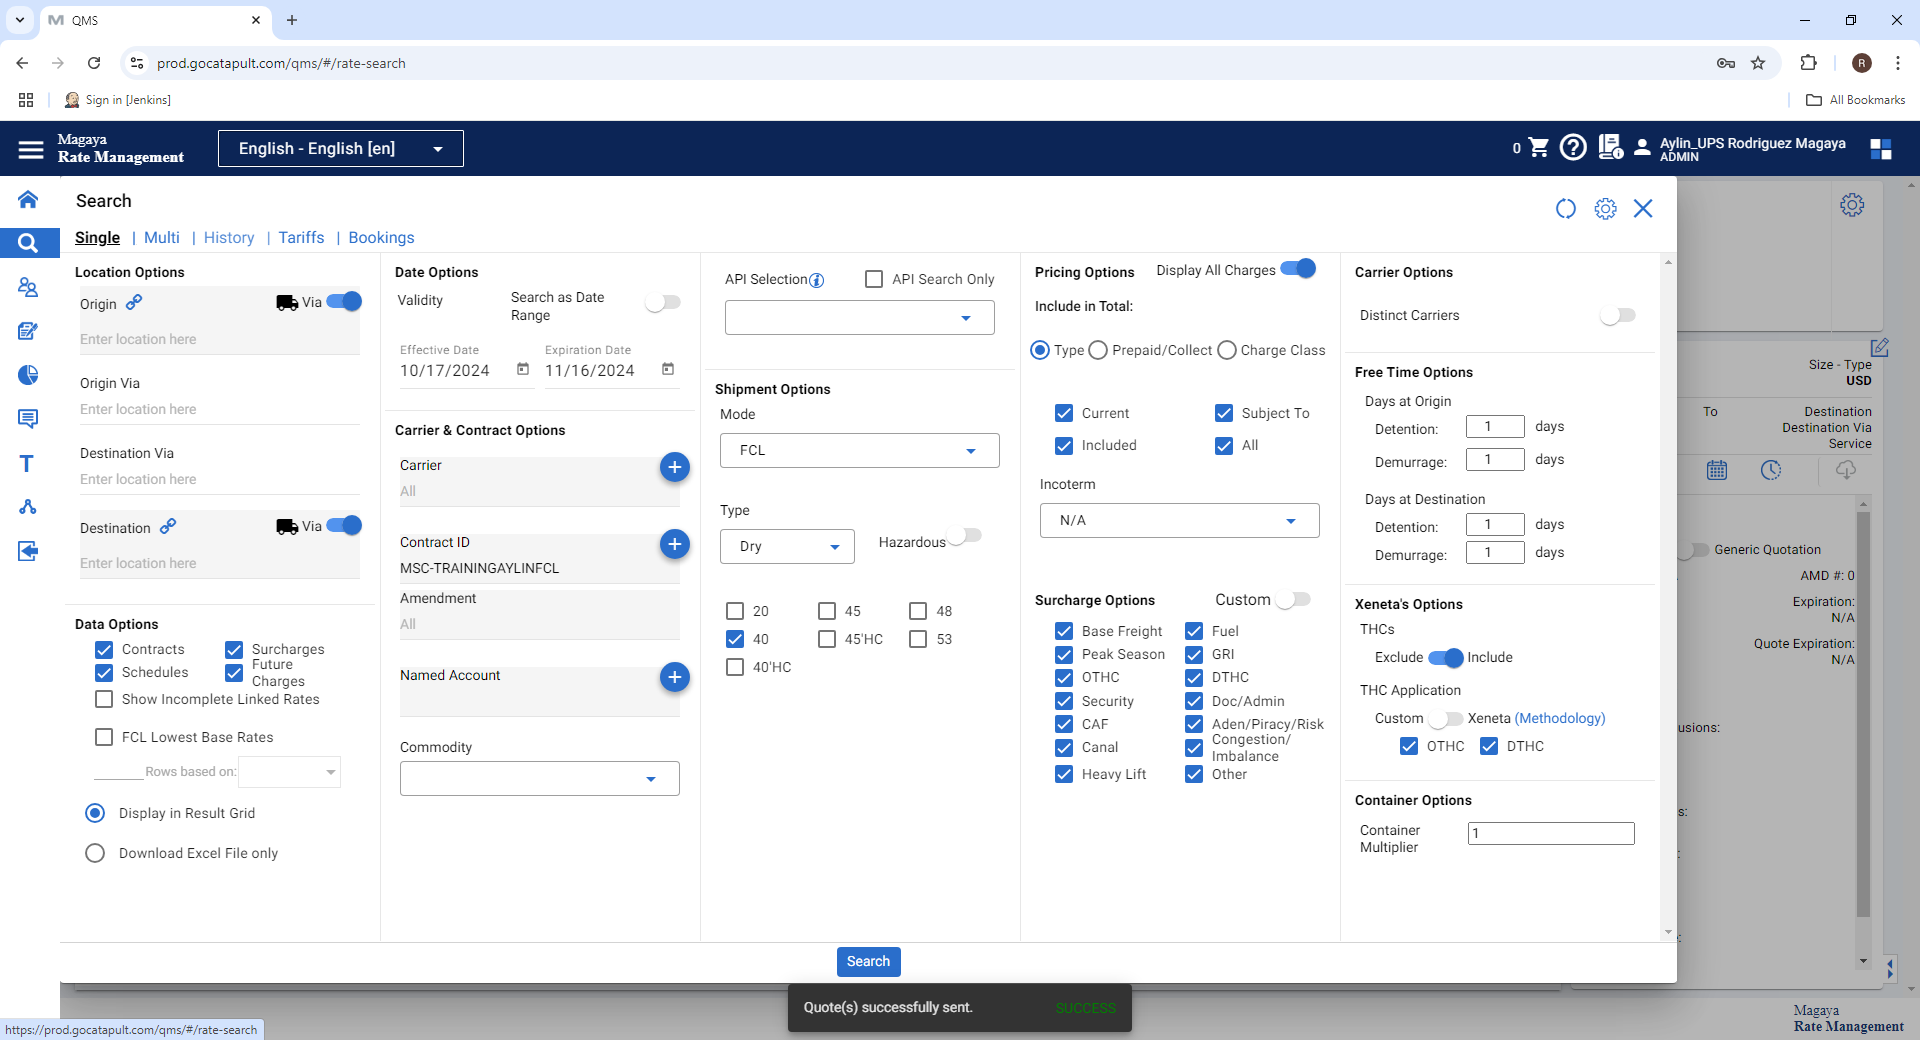 QMS
prod.gocatapult.com/qms/#/rate-search
R
Sign in [Jenkins]
All Bookmarks
Magaya
Rate Management
English - English [en]
0
Aylin_UPS Rodriguez Magaya
ADMIN
Search
Single | Multi | History | Tariffs | Bookings
Location Options
Origin
Via
Enter location here
Origin Via
Enter location here
Destination Via
Enter location here
Destination
Via
Enter location here
Data Options
Contracts
Surcharges
Schedules
Future
Charges
Show Incomplete Linked Rates
FCL Lowest Base Rates
Rows based on:
Display in Result Grid
Download Excel File only
Date Options
Validity
Search as Date
Range
Effective Date
10/17/2024
Expiration Date
11/16/2024
Carrier & Contract Options
Carrier
All
Contract ID
MSC-TRAININGAYLINFCL
Amendment
All
Named Account
Commodity
API Selection
API Search Only
Shipment Options
Mode
FCL
Type
Dry
Hazardous
20
45
48
40
45'HC
53
40'HC
Pricing Options
Display All Charges
Include in Total:
Type
Prepaid/Collect
Charge Class
Current
Subject To
Included
All
Incoterm
N/A
Surcharge Options
Custom
Base Freight
Fuel
Peak Season
GRI
OTHC
DTHC
Security
Doc/Admin
CAF
Aden/Piracy/Risk
Canal
Congestion/
Imbalance
Heavy Lift
Other
Carrier Options
Distinct Carriers
Free Time Options
Days at Origin
Detention: 1 days
Demurrage: 1 days
Days at Destination
Detention: 1 days
Demurrage: 1 days
Xeneta's Options
THCs
Exclude
Include
THC Application
Custom
Xeneta (Methodology)
OTHC
DTHC
Container Options
Container
Multiplier
1
Search
Size - Type
USD
To
Destination
Destination Via
Service
Generic Quotation
AMD #: 0
Expiration:
N/A
Quote Expiration:
N/A
usions:
s:
Quote(s) successfully sent.
SUCCESS
https://prod.gocatapult.com/qms/#/rate-search
Magaya
Rate Management